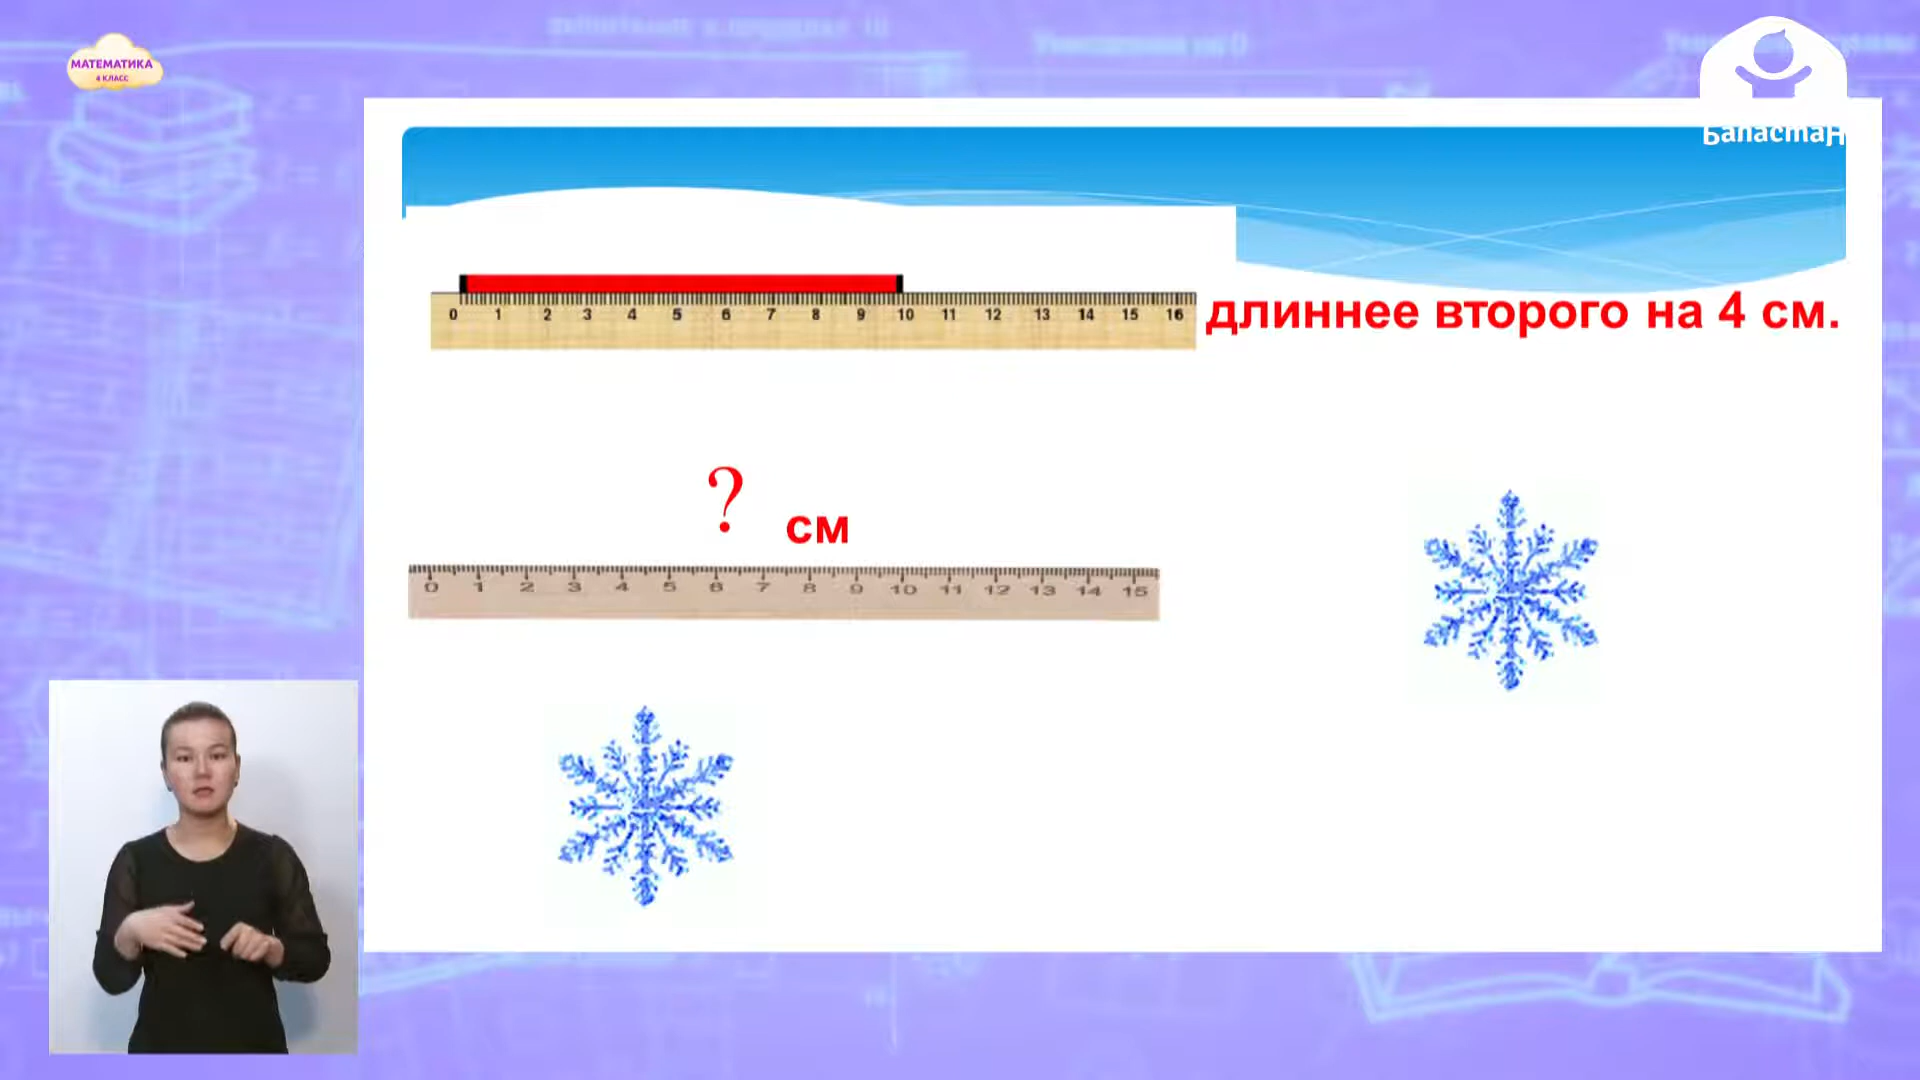 МАТЕМАТИКА
4 КЛАСС
Баластан
0 1 2 3 4 5 6 7 8 9 10 11 12 13 14 15 16
длиннее второго на 4 см.
? см
0 1 2 3 4 5 6 7 8 9 10 11 12 13 14 15